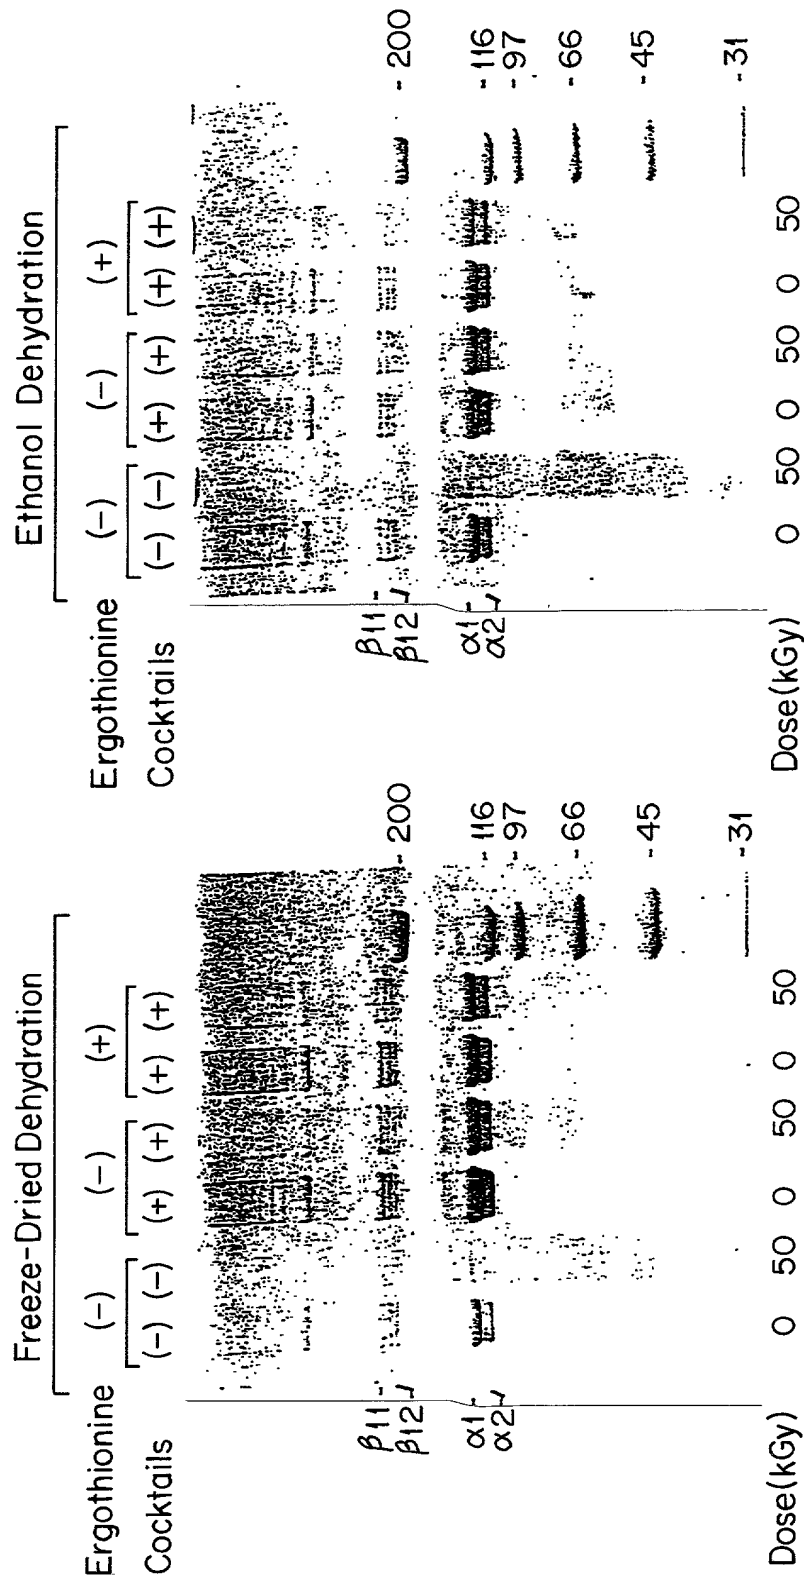 Freeze-Dried Dehydration
Ergothionine (-) (-) (+)
Cocktails (-) (-) (+) (+) (+) (+)
β11
β12
α1
α2
- 200
- 116
- 97
- 66
- 45
- 31
Dose(kGy) 0 50 0 50 0 50
Ethanol Dehydration
Ergothionine (-) (-) (+)
Cocktails (-) (-) (+) (+) (+) (+)
β11
β12
α1
α2
- 200
- 116
- 97
- 66
- 45
- 31
Dose(kGy) 0 50 0 50 0 50